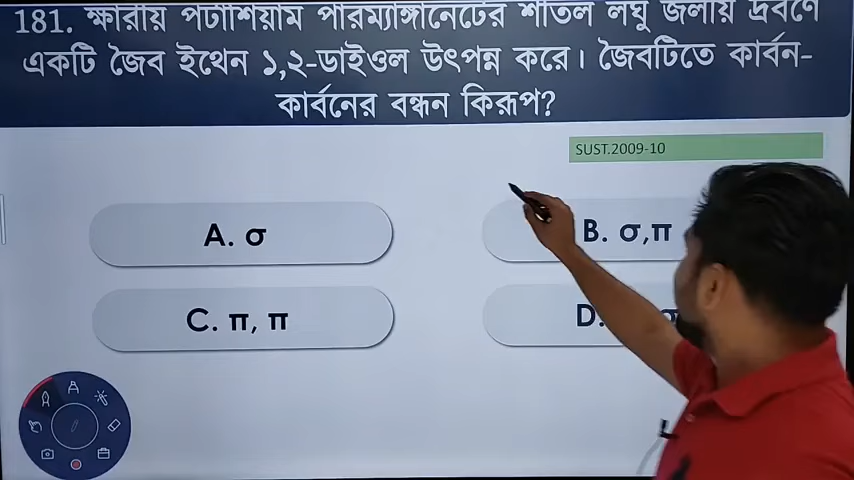 181. ক্ষারীয় পটাশিয়াম পারম্যাঙ্গানেটের শীতল লঘু জলীয় দ্রবণে
একটি জৈব ইথেন ১,২-ডাইওল উৎপন্ন করে। জৈবটিতে কার্বন-
কার্বনের বন্ধন কিরূপ?
SUST.2009-10
A. σ
B. σ,π
C. π, π
D.